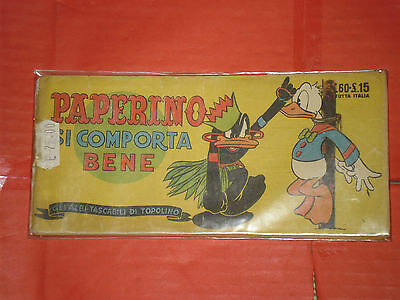 PAPERINO
SI COMPORTA
BENE
GLI ALBI TASCABILI DI TOPOLINO
£.60-£.15
TUTTA ITALIA